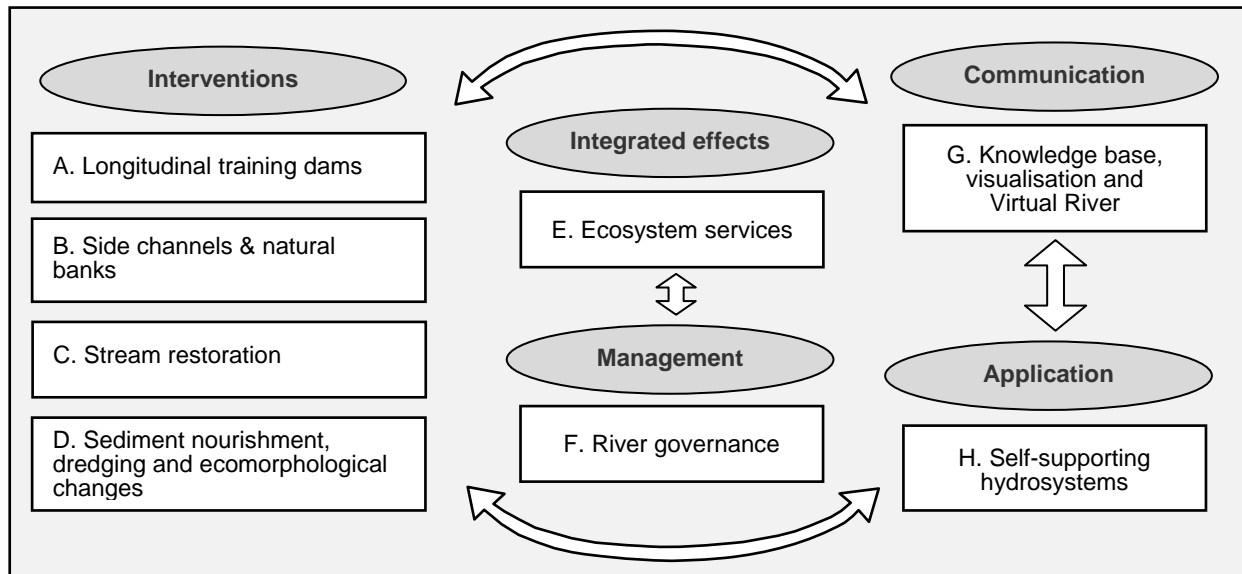 Interventions
A. Longitudinal training dams
B. Side channels & natural
banks
C. Stream restoration
D. Sediment nourishment,
dredging and ecomorphological
changes
Integrated effects
E. Ecosystem services
Management
F. River governance
Communication
G. Knowledge base,
visualisation and
Virtual River
Application
H. Self-supporting
hydrosystems